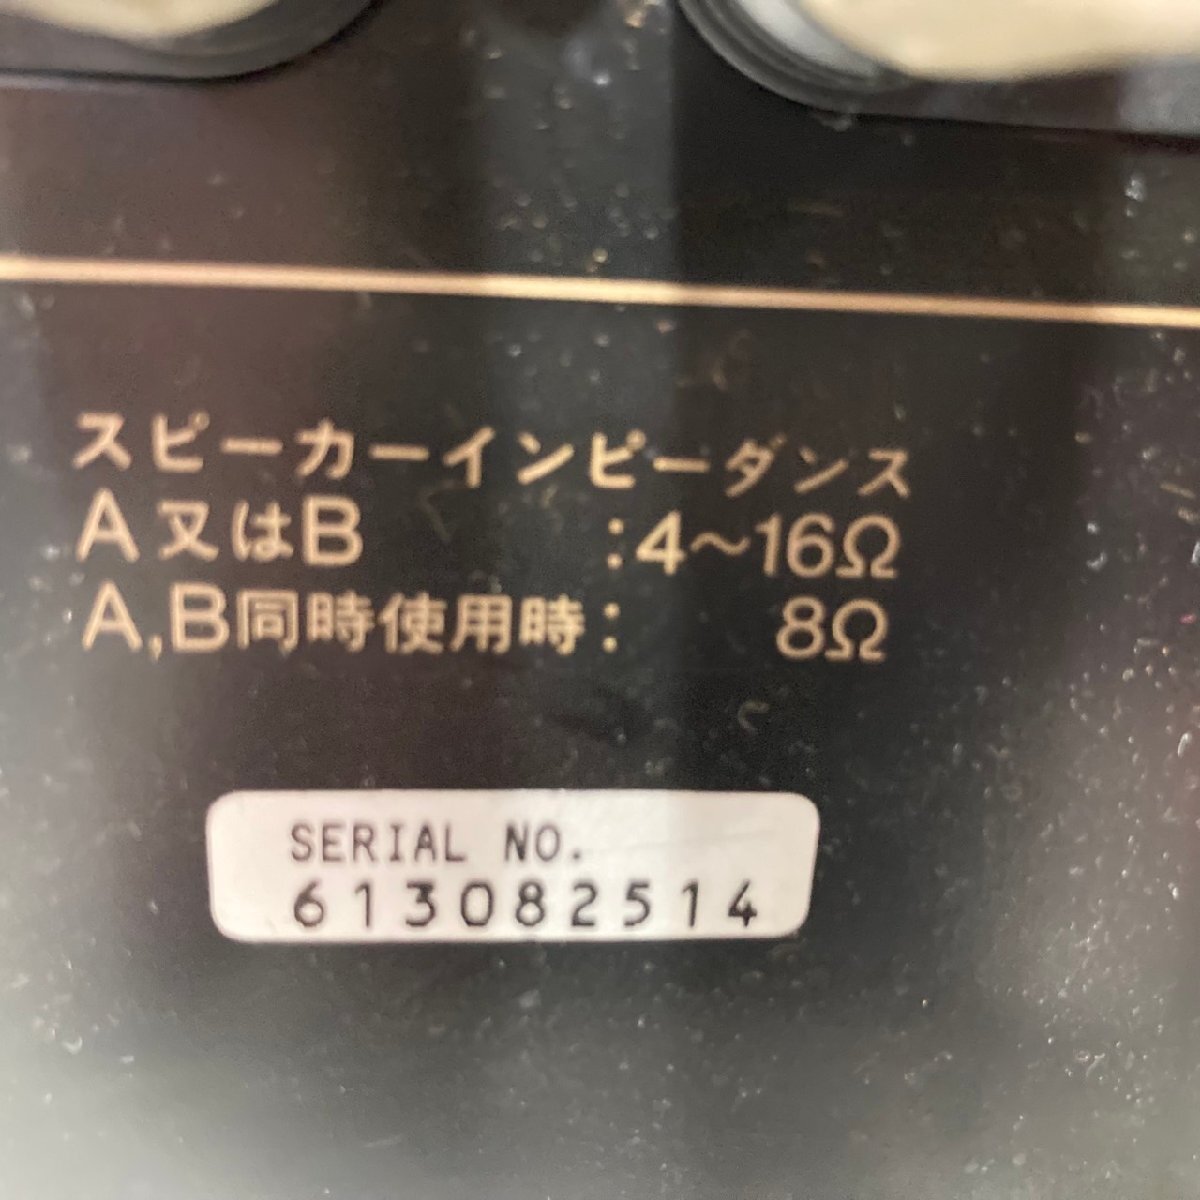 スピーカーインピーダンス
A又はB :4~16Ω
A,B同時使用時: 8Ω
SERIAL NO.
613082514